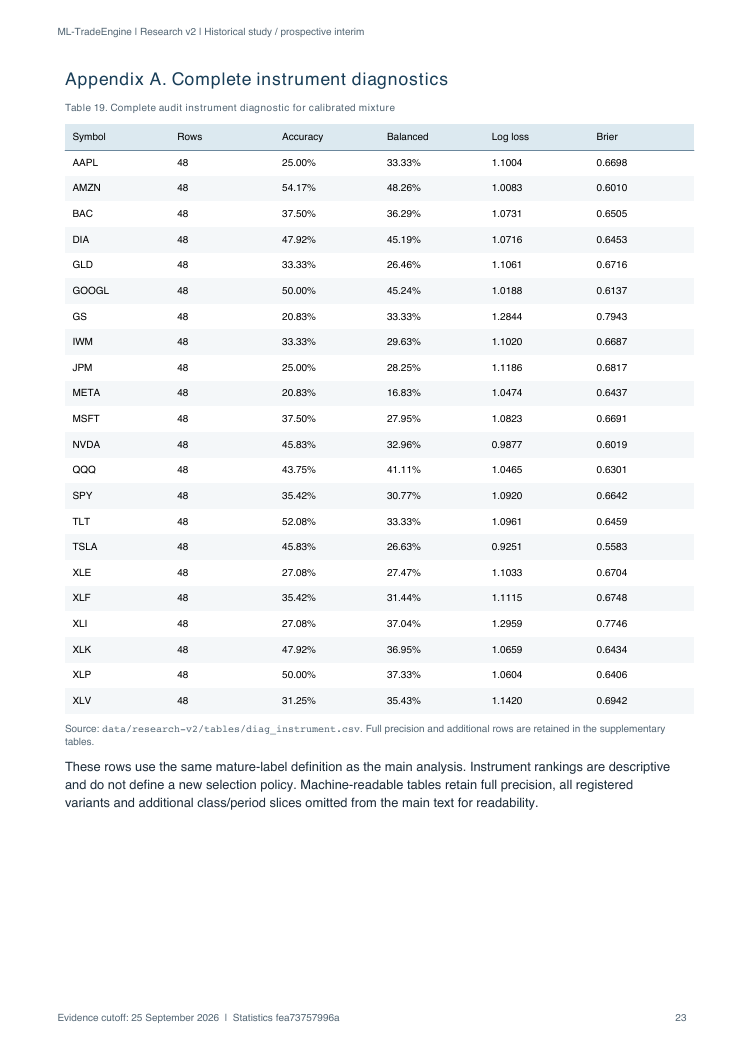 ML-TradeEngine | Research v2 | Historical study / prospective interim
Appendix A. Complete instrument diagnostics
Table 19. Complete audit instrument diagnostic for calibrated mixture
Symbol Rows Accuracy Balanced Log loss Brier
AAPL 48 25.00% 33.33% 1.1004 0.6698
AMZN 48 54.17% 48.26% 1.0083 0.6010
BAC 48 37.50% 36.29% 1.0731 0.6505
DIA 48 47.92% 45.19% 1.0716 0.6453
GLD 48 33.33% 26.46% 1.1061 0.6716
GOOGL 48 50.00% 45.24% 1.0188 0.6137
GS 48 20.83% 33.33% 1.2844 0.7943
IWM 48 33.33% 29.63% 1.1020 0.6687
JPM 48 25.00% 28.25% 1.1186 0.6817
META 48 20.83% 16.83% 1.0474 0.6437
MSFT 48 37.50% 27.95% 1.0823 0.6691
NVDA 48 45.83% 32.96% 0.9877 0.6019
QQQ 48 43.75% 41.11% 1.0465 0.6301
SPY 48 35.42% 30.77% 1.0920 0.6642
TLT 48 52.08% 33.33% 1.0961 0.6459
TSLA 48 45.83% 26.63% 0.9251 0.5583
XLE 48 27.08% 27.47% 1.1033 0.6704
XLF 48 35.42% 31.44% 1.1115 0.6748
XLI 48 27.08% 37.04% 1.2959 0.7746
XLK 48 47.92% 36.95% 1.0659 0.6434
XLP 48 50.00% 37.33% 1.0604 0.6406
XLV 48 31.25% 35.43% 1.1420 0.6942
Source: data/research-v2/tables/diag_instrument.csv. Full precision and additional rows are retained in the supplementary
tables.
These rows use the same mature-label definition as the main analysis. Instrument rankings are descriptive
and do not define a new selection policy. Machine-readable tables retain full precision, all registered
variants and additional class/period slices omitted from the main text for readability.
Evidence cutoff: 25 September 2026 | Statistics fea73757996a 23